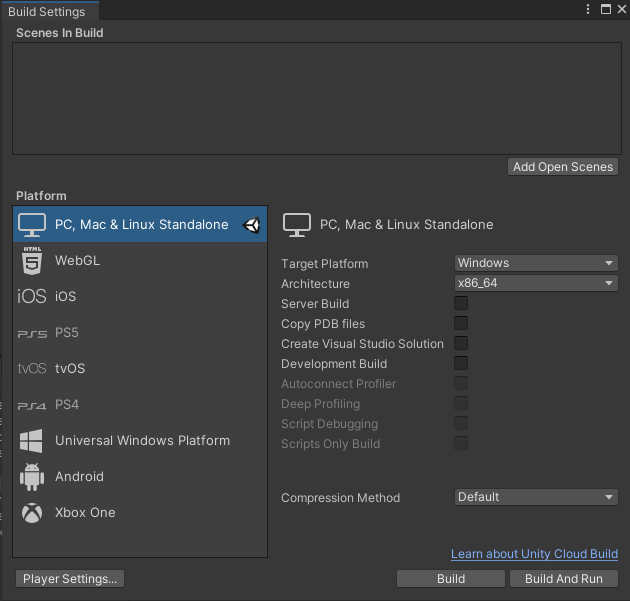 Build Settings
Scenes In Build
Add Open Scenes
Platform
PC, Mac & Linux Standalone
HTML
WebGL
iOS iOS
PS5 PS5
tvOS tvOS
PS4 PS4
Universal Windows Platform
Android
Xbox One
PC, Mac & Linux Standalone
Target Platform Windows
Architecture x86_64
Server Build
Copy PDB files
Create Visual Studio Solution
Development Build
Autoconnect Profiler
Deep Profiling
Script Debugging
Scripts Only Build
Compression Method Default
Learn about Unity Cloud Build
Player Settings...
Build
Build And Run